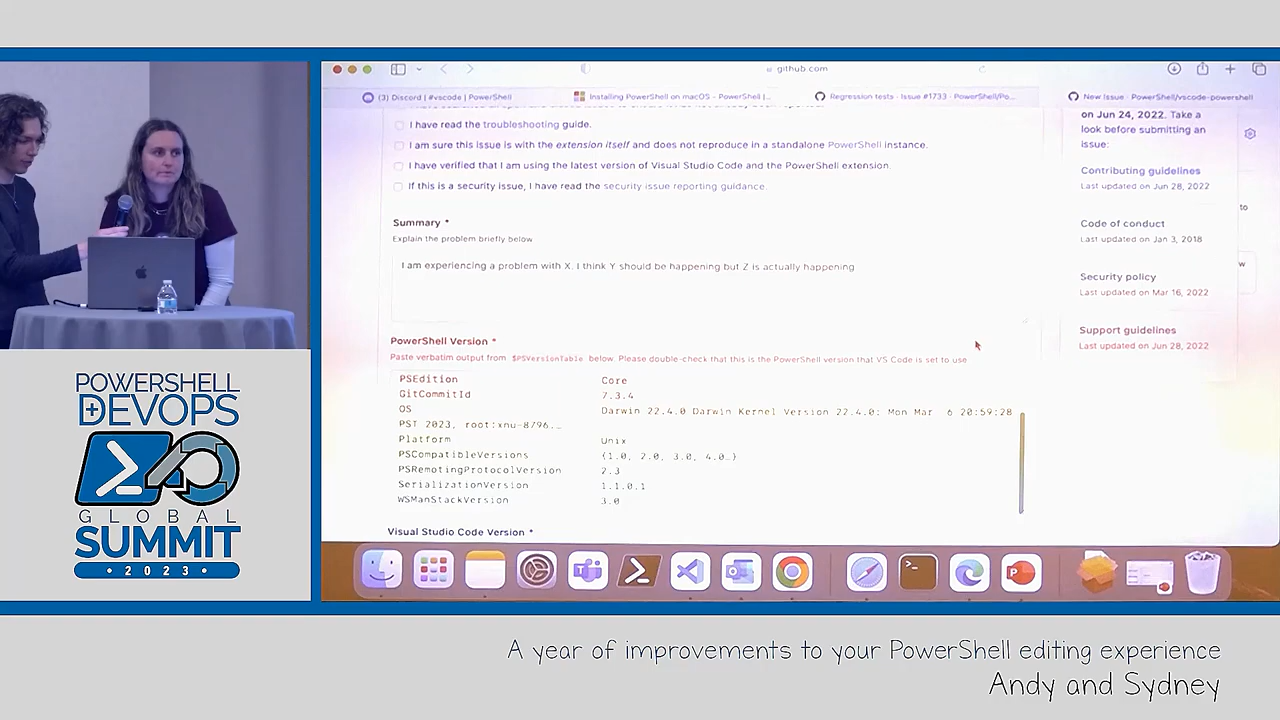 github.com
(3) Discord | #vscode | PowerShell
Installing PowerShell on macOS - PowerShell |...
Regression tests · Issue #1733 · PowerShell/Po...
New Issue · PowerShell/vscode-powershell
I have read the troubleshooting guide.
I am sure this issue is with the extension itself and does not reproduce in a standalone PowerShell instance.
I have verified that I am using the latest version of Visual Studio Code and the PowerShell extension.
If this is a security issue, I have read the security issue reporting guidance.
Summary *
Explain the problem briefly below
I am experiencing a problem with X. I think Y should be happening but Z is actually happening
PowerShell Version *
Paste verbatim output from $PSVersionTable below. Please double-check that this is the PowerShell version that VS Code is set to use
PSEdition Core
GitCommitId 7.3.4
OS Darwin 22.4.0 Darwin Kernel Version 22.4.0: Mon Mar 6 20:59:28
PST 2023, root:xnu-8796.…
Platform Unix
PSCompatibleVersions {1.0, 2.0, 3.0, 4.0…}
PSRemotingProtocolVersion 2.3
SerializationVersion 1.1.0.1
WSManStackVersion 3.0
Visual Studio Code Version *
on Jun 24, 2022. Take
a look before submitting an
issue:
Contributing guidelines
Last updated on Jun 28, 2022
Code of conduct
Last updated on Jan 3, 2018
Security policy
Last updated on Mar 16, 2022
Support guidelines
Last updated on Jun 28, 2022
to
w
POWERSHELL
+DEVOPS
GLOBAL
SUMMIT
• 2023 •
A year of improvements to your PowerShell editing experience
Andy and Sydney